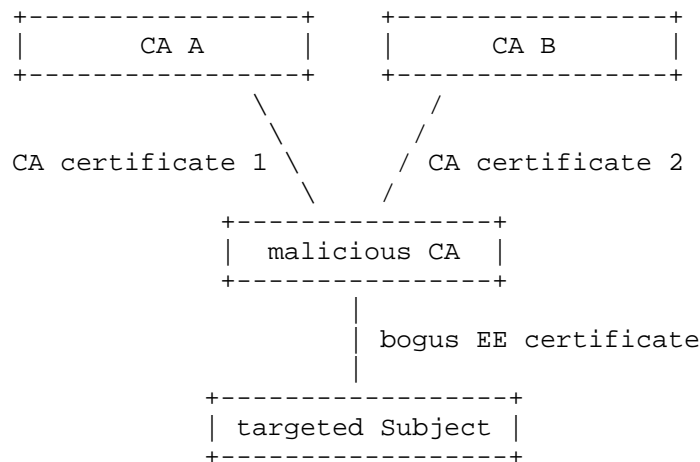 CA A CA B
CA certificate 1 CA certificate 2
malicious CA
bogus EE certificate
targeted Subject